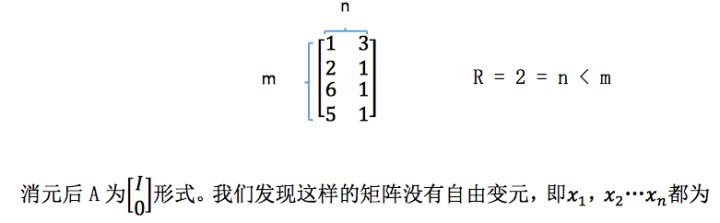 n
m
1 3
2 1
6 1
5 1
R = 2 = n < m
消元后 A 为[I 0]形式。我们发现这样的矩阵没有自由变元，即x₁，x₂⋯xₙ都为